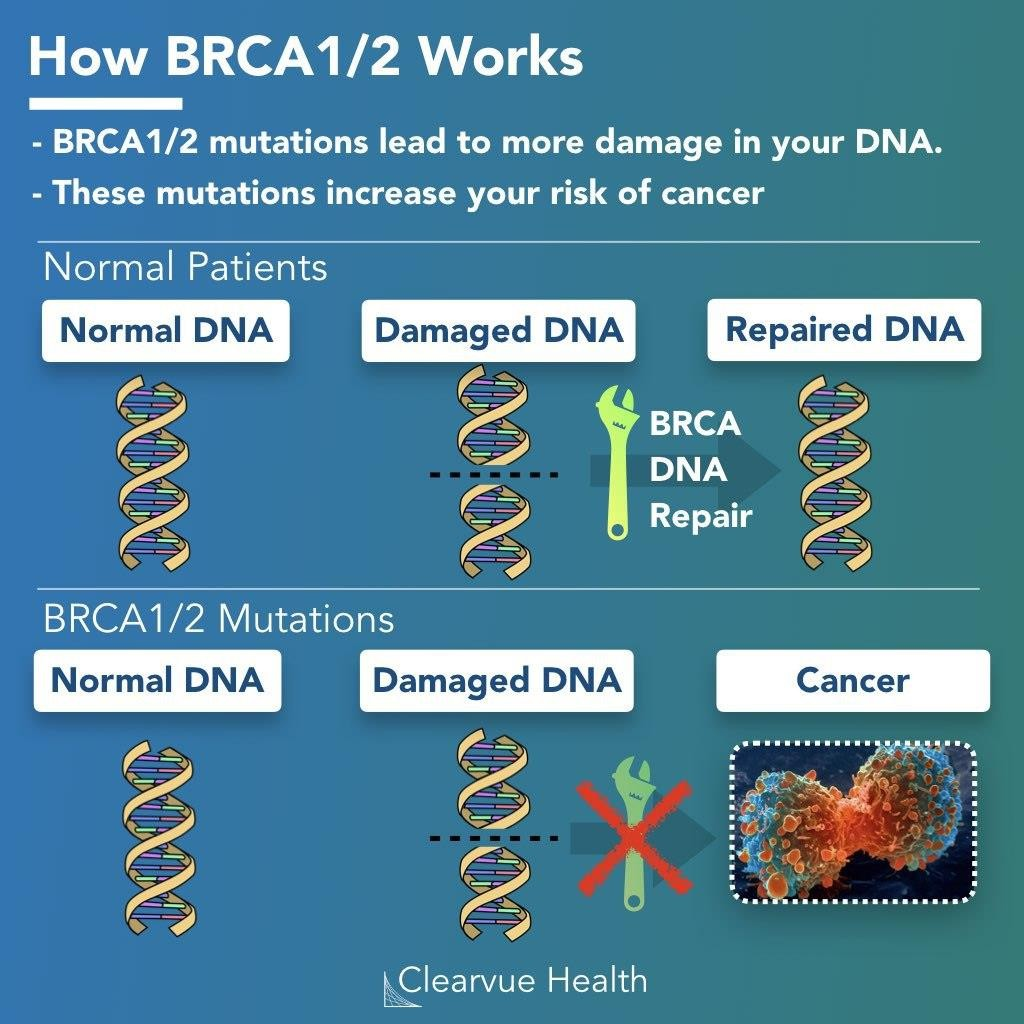 How BRCA1/2 Works
- BRCA1/2 mutations lead to more damage in your DNA.
- These mutations increase your risk of cancer
Normal Patients
Normal DNA
Damaged DNA
Repaired DNA
BRCA
DNA
Repair
BRCA1/2 Mutations
Normal DNA
Damaged DNA
Cancer
Clearvue Health